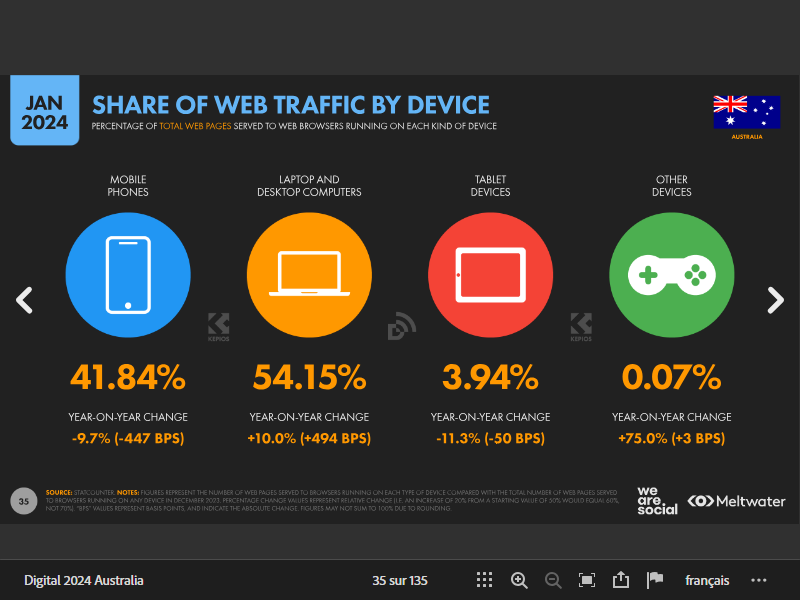 JAN
2024
SHARE OF WEB TRAFFIC BY DEVICE
PERCENTAGE OF TOTAL WEB PAGES SERVED TO WEB BROWSERS RUNNING ON EACH KIND OF DEVICE
AUSTRALIA
MOBILE
PHONES
LAPTOP AND
DESKTOP COMPUTERS
TABLET
DEVICES
OTHER
DEVICES
KEPIOS
KEPIOS
41.84%
54.15%
3.94%
0.07%
YEAR-ON-YEAR CHANGE
YEAR-ON-YEAR CHANGE
YEAR-ON-YEAR CHANGE
YEAR-ON-YEAR CHANGE
-9.7% (-447 BPS)
+10.0% (+494 BPS)
-11.3% (-50 BPS)
+75.0% (+3 BPS)
35
SOURCE: STATCOUNTER. NOTES: FIGURES REPRESENT THE NUMBER OF WEB PAGES SERVED TO BROWSERS RUNNING ON EACH TYPE OF DEVICE COMPARED WITH THE TOTAL NUMBER OF WEB PAGES SERVED
TO BROWSERS RUNNING ON ANY DEVICE IN DECEMBER 2023. PERCENTAGE CHANGE VALUES REPRESENT RELATIVE CHANGE (I.E. AN INCREASE OF 20% FROM A STARTING VALUE OF 50% WOULD EQUAL 60%,
NOT 70%). "BPS" VALUES REPRESENT BASIS POINTS, AND INDICATE THE ABSOLUTE CHANGE. FIGURES MAY NOT SUM TO 100% DUE TO ROUNDING.
we
are.
social
Meltwater
Digital 2024 Australia
35 sur 135
français